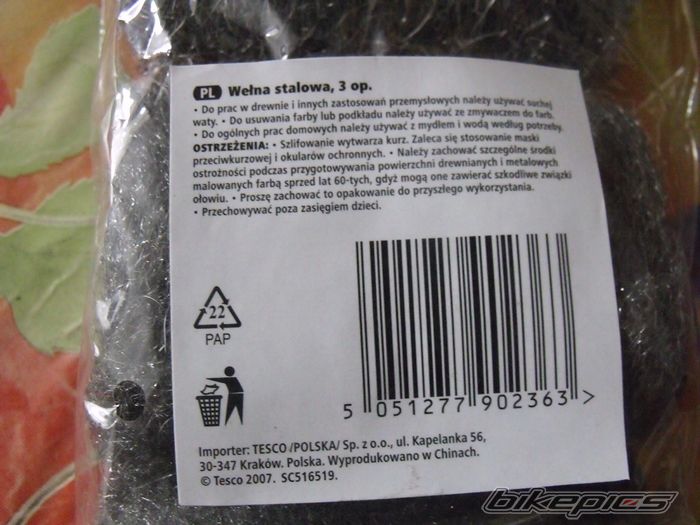 PL Wełna stalowa, 3 op.
• Do prac w drewnie i innych zastosowań przemysłowych należy używać suchej
waty. • Do usuwania farby lub podkładu należy używać ze zmywaczem do farb.
• Do ogólnych prac domowych należy używać z mydłem i wodą według potrzeby.
OSTRZEŻENIA: • Szlifowanie wytwarza kurz. Zaleca się stosowanie maski
przeciwkurzowej i okularów ochronnych. • Należy zachować szczególne środki
ostrożności podczas przygotowywania powierzchni drewnianych i metalowych
malowanych farbą sprzed lat 60-tych, gdyż mogą one zawierać szkodliwe związki
ołowiu. • Proszę zachować to opakowanie do przyszłego wykorzystania.
• Przechowywać poza zasięgiem dzieci.
22
PAP
5 051277 902363 >
Importer: TESCO /POLSKA/ Sp. z o.o., ul. Kapelanka 56,
30-347 Kraków. Polska. Wyprodukowano w Chinach.
© Tesco 2007. SC516519.
bikepics